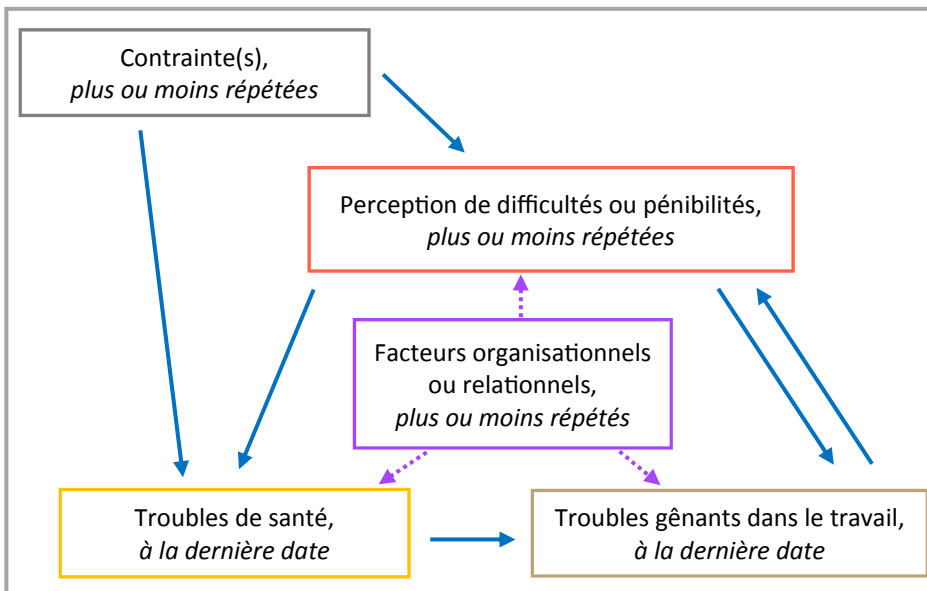 Contrainte(s),
plus ou moins répétées
Perception de difficultés ou pénibilités,
plus ou moins répétées
Facteurs organisationnels
ou relationnels,
plus ou moins répétés
Troubles de santé,
à la dernière date
Troubles gênants dans le travail,
à la dernière date